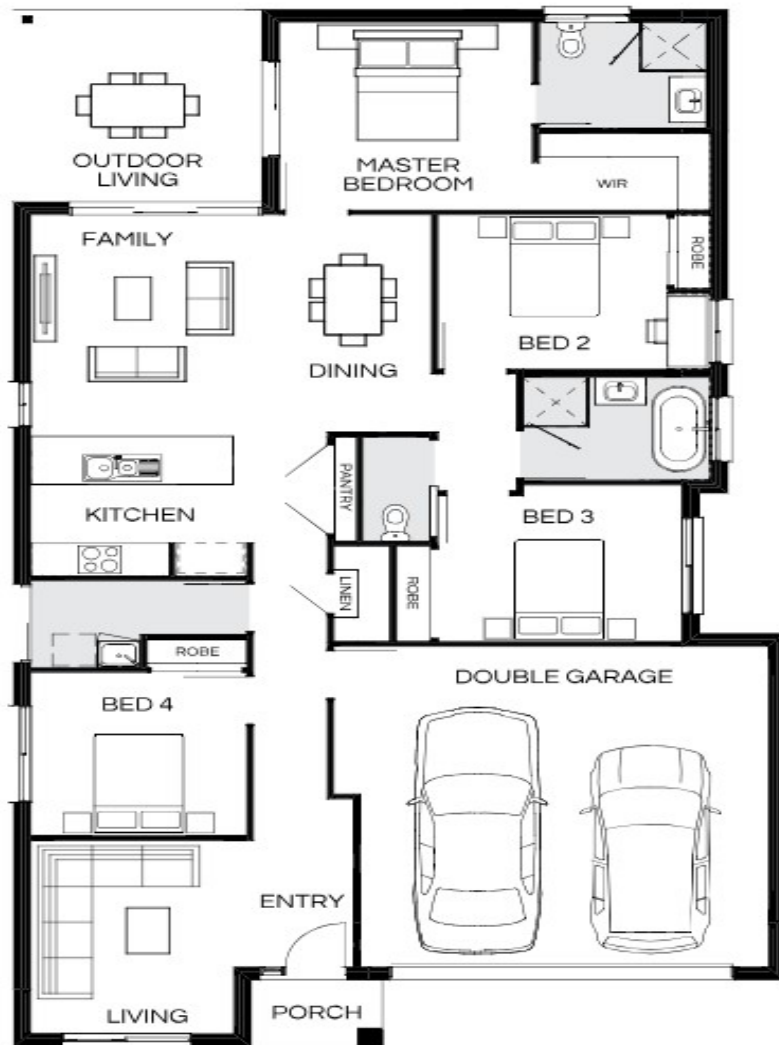 OUTDOOR
LIVING
MASTER
BEDROOM
WIR
FAMILY
ROBE
DINING
BED 2
PANTRY
KITCHEN
BED 3
LINEN
ROBE
ROBE
BED 4
DOUBLE GARAGE
ENTRY
LIVING
PORCH